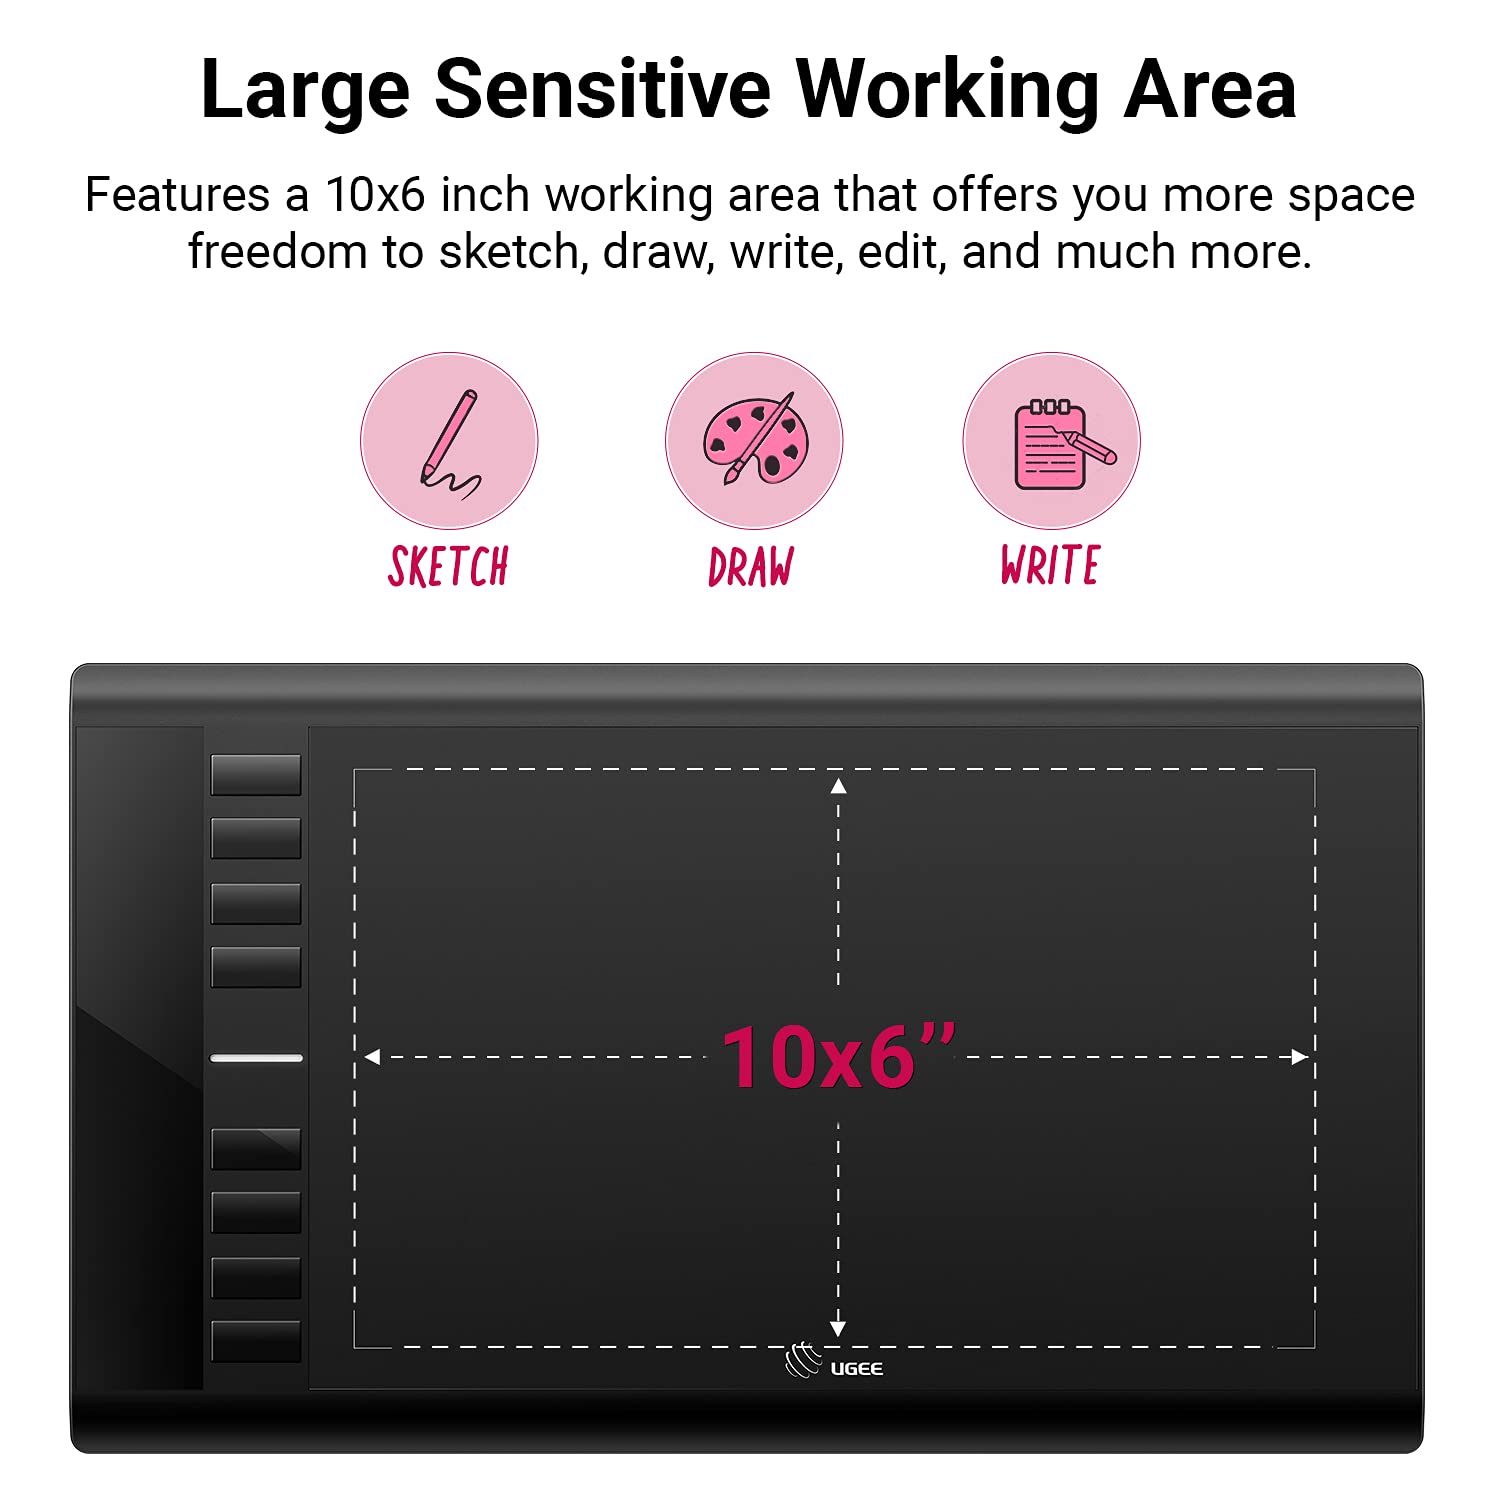 Large Sensitive Working Area
Features a 10x6 inch working area that offers you more space
freedom to sketch, draw, write, edit, and much more.
SKETCH
DRAW
WRITE
10x6’’
UGEE